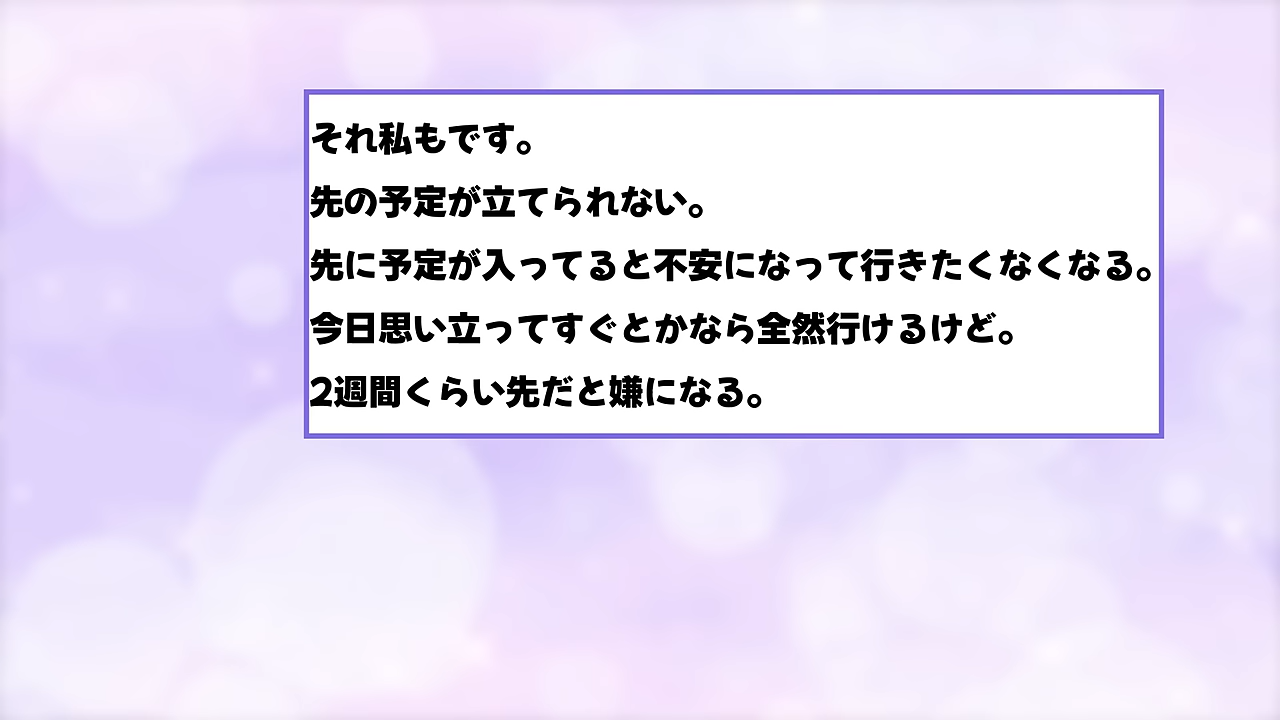 それ私もです。
先の予定が立てられない。
先に予定が入ってると不安になって行きたくなくなる。
今日思い立ってすぐとかなら全然行けるけど。
2週間くらい先だと嫌になる。